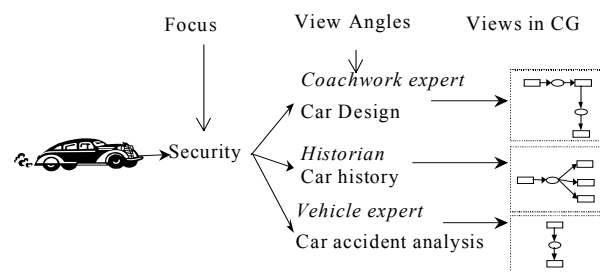 Focus
View Angles
Views in CG
Coachwork expert
Car Design
Security
Historian
Car history
Vehicle expert
Car accident analysis